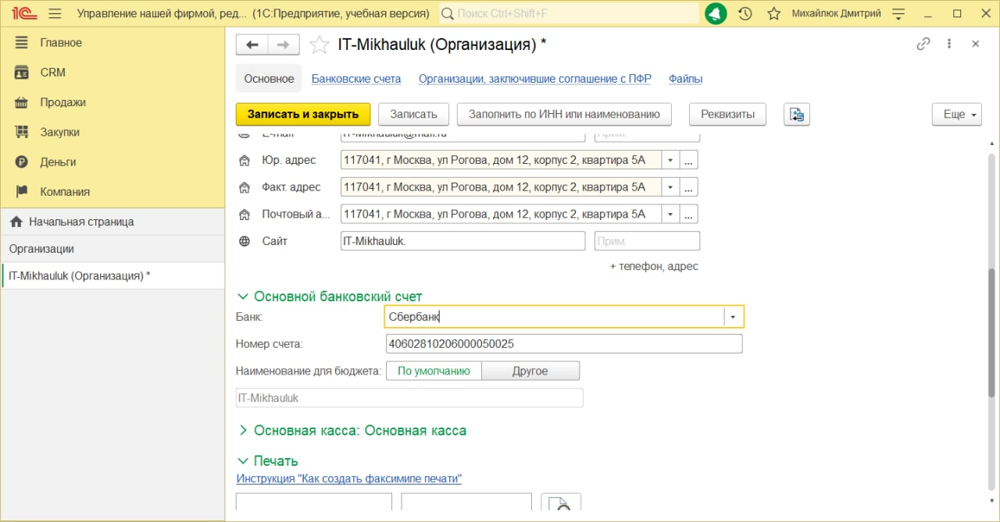 1С Управление нашей фирмой, ред... (1С:Предприятие, учебная версия) Поиск Ctrl+Shift+F Михайлюк Дмитрий
Главное
CRM
Продажи
Закупки
Деньги
Компания
Начальная страница
Организации
IT-Mikhauluk (Организация) *
IT-Mikhauluk (Организация) *
Основное Банковские счета Организации, заключившие соглашение с ПФР Файлы
Записать и закрыть Записать Заполнить по ИНН или наименованию Реквизиты Еще
E-mail IT-Mikhauluk@mail.ru Прим.
Юр. адрес 117041, г Москва, ул Рогова, дом 12, корпус 2, квартира 5А ...
Факт. адрес 117041, г Москва, ул Рогова, дом 12, корпус 2, квартира 5А ...
Почтовый а... 117041, г Москва, ул Рогова, дом 12, корпус 2, квартира 5А ...
Сайт IT-Mikhauluk. Прим.
+ телефон, адрес
Основной банковский счет
Банк: Сбербанк
Номер счета: 40602810206000050025
Наименование для бюджета: По умолчанию Другое
IT-Mikhauluk
Основная касса: Основная касса
Печать
Инструкция "Как создать факсимиле печати"